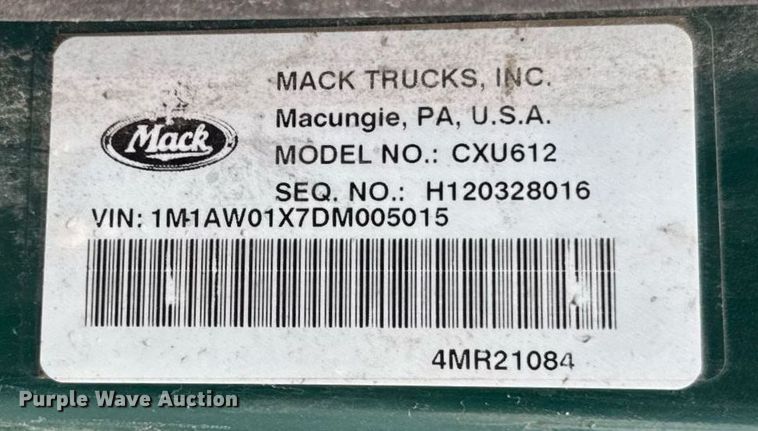 Mack
MACK TRUCKS, INC.
Macungie, PA, U.S.A.
MODEL NO.: CXU612
SEQ. NO.: H120328016
VIN: 1M1AW01X7DM005015
4MR21084
Purple Wave Auction